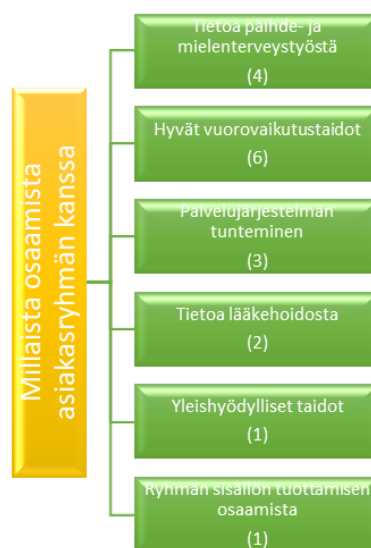 Millaista osaamista
asiakasryhmän kanssa
Tietoa päihde- ja
mielenterveystyöstä
(4)
Hyvät vuorovaikutustaidot
(6)
Palvelujärjestelmän
tunteminen
(3)
Tietoa lääkehoidosta
(2)
Yleishyödylliset taidot
(1)
Ryhmän sisällön tuottamisen
osaamista
(1)